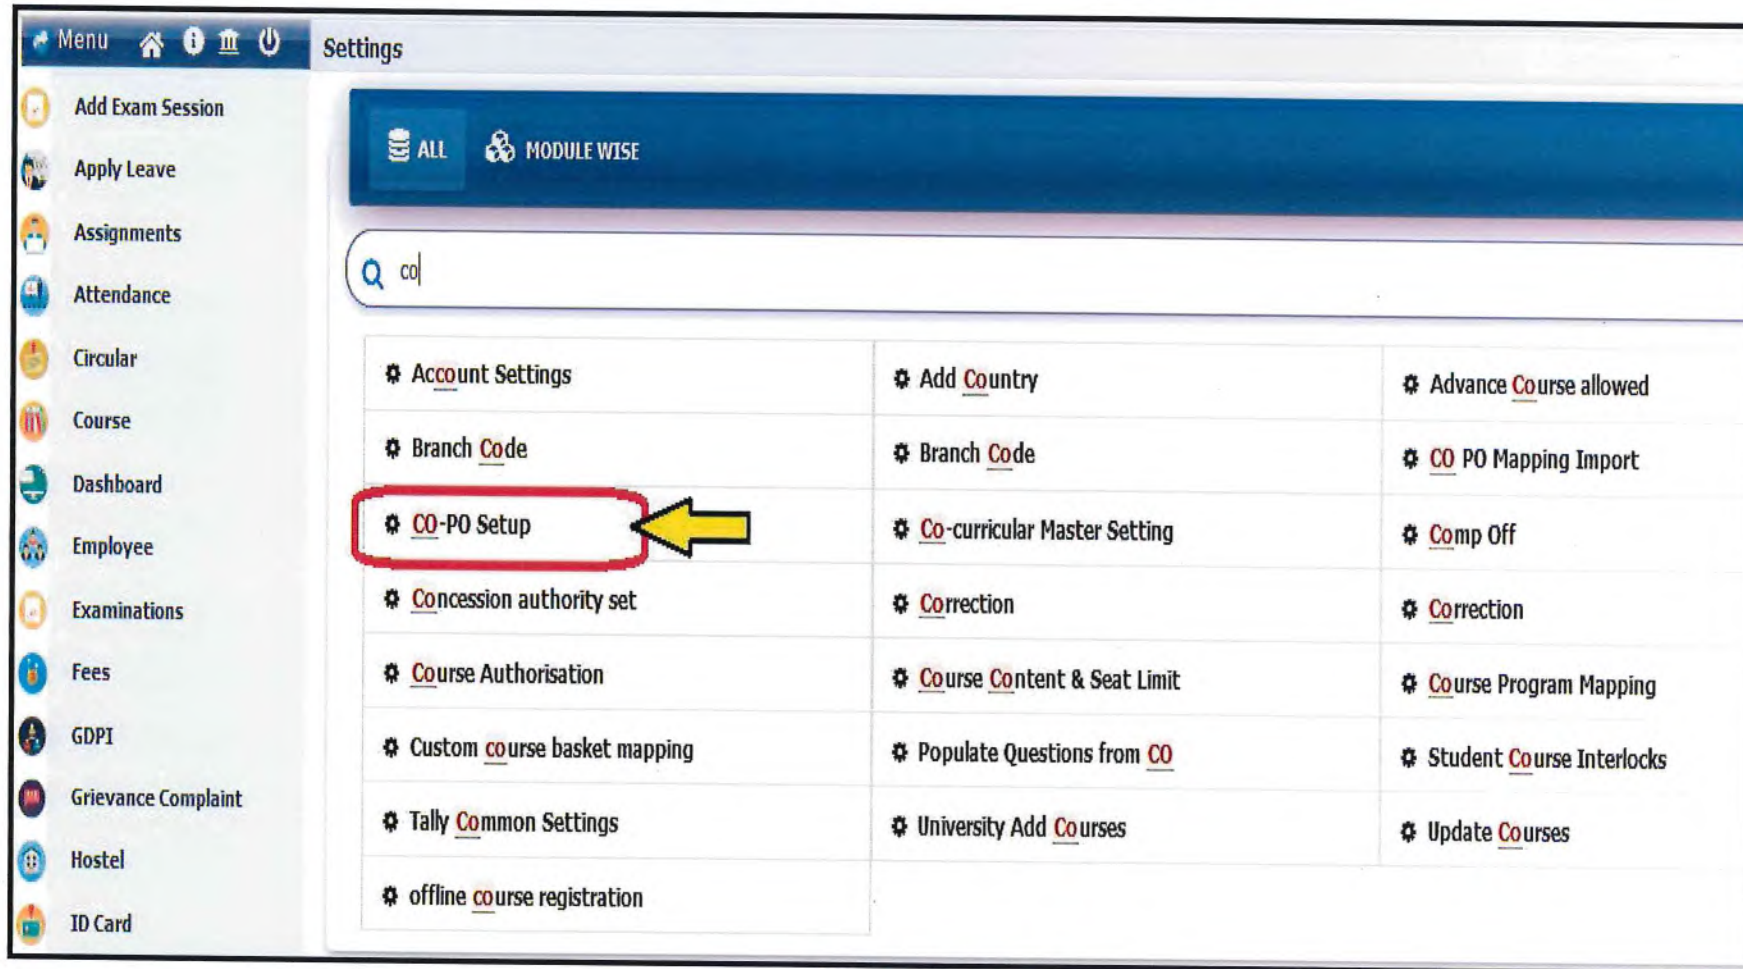 Menu
Settings
Add Exam Session
Apply Leave
Assignments
Attendance
Circular
Course
Dashboard
Employee
Examinations
Fees
GDPI
Grievance Complaint
Hostel
ID Card
ALL MODULE WISE
co
Account Settings Add Country Advance Course allowed
Branch Code Branch Code CO PO Mapping Import
CO-PO Setup Co-curricular Master Setting Comp Off
Concession authority set Correction Correction
Course Authorisation Course Content & Seat Limit Course Program Mapping
Custom course basket mapping Populate Questions from CO Student Course Interlocks
Tally Common Settings University Add Courses Update Courses
offline course registration